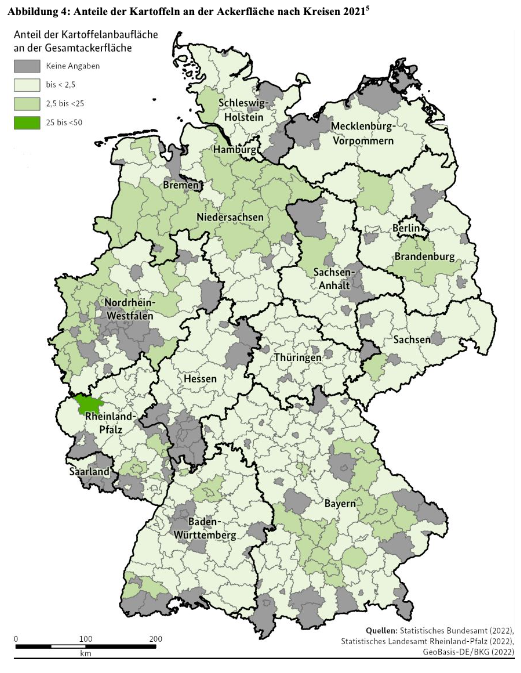 Abbildung 4: Anteile der Kartoffeln an der Ackerfläche nach Kreisen 2021⁵
Anteil der Kartoffelanbaufläche
an der Gesamtackerfläche
Keine Angaben
bis < 2,5
2,5 bis <25
25 bis <50
Schleswig-
Holstein
Mecklenburg-
Vorpommern
Hamburg
Bremen
Niedersachsen
Berlin
Brandenburg
Sachsen-
Anhalt
Nordrhein-
Westfalen
Sachsen
Thüringen
Hessen
Rheinland-
Pfalz
Saarland
Bayern
Baden-
Württemberg
0 100 200
km
Quellen: Statistisches Bundesamt (2022),
Statistisches Landesamt Rheinland-Pfalz (2022),
GeoBasis-DE/BKG (2022)